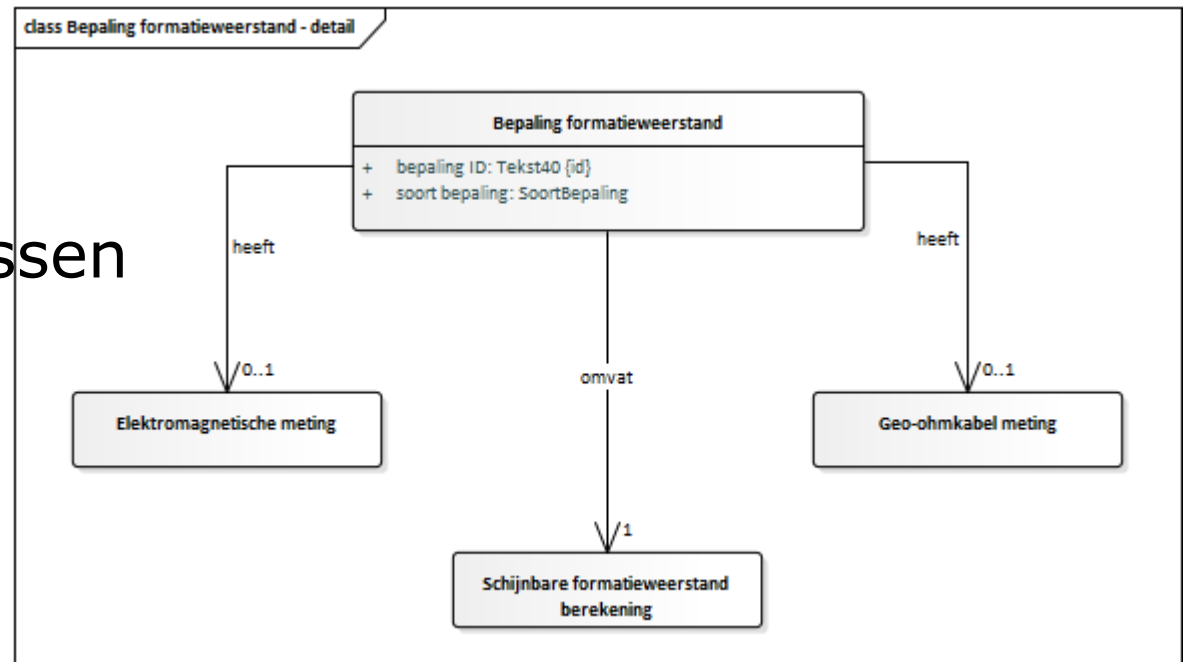 class Bepaling formatieweerstand - detail
Bepaling formatieweerstand
+ bepaling ID: Tekst40 {id}
+ soort bepaling: SoortBepaling
heeft
heeft
ssen
0..1
omvat
0..1
Elektromagnetische meting
Geo-ohmkabel meting
1
Schijnbare formatieweerstand
berekening